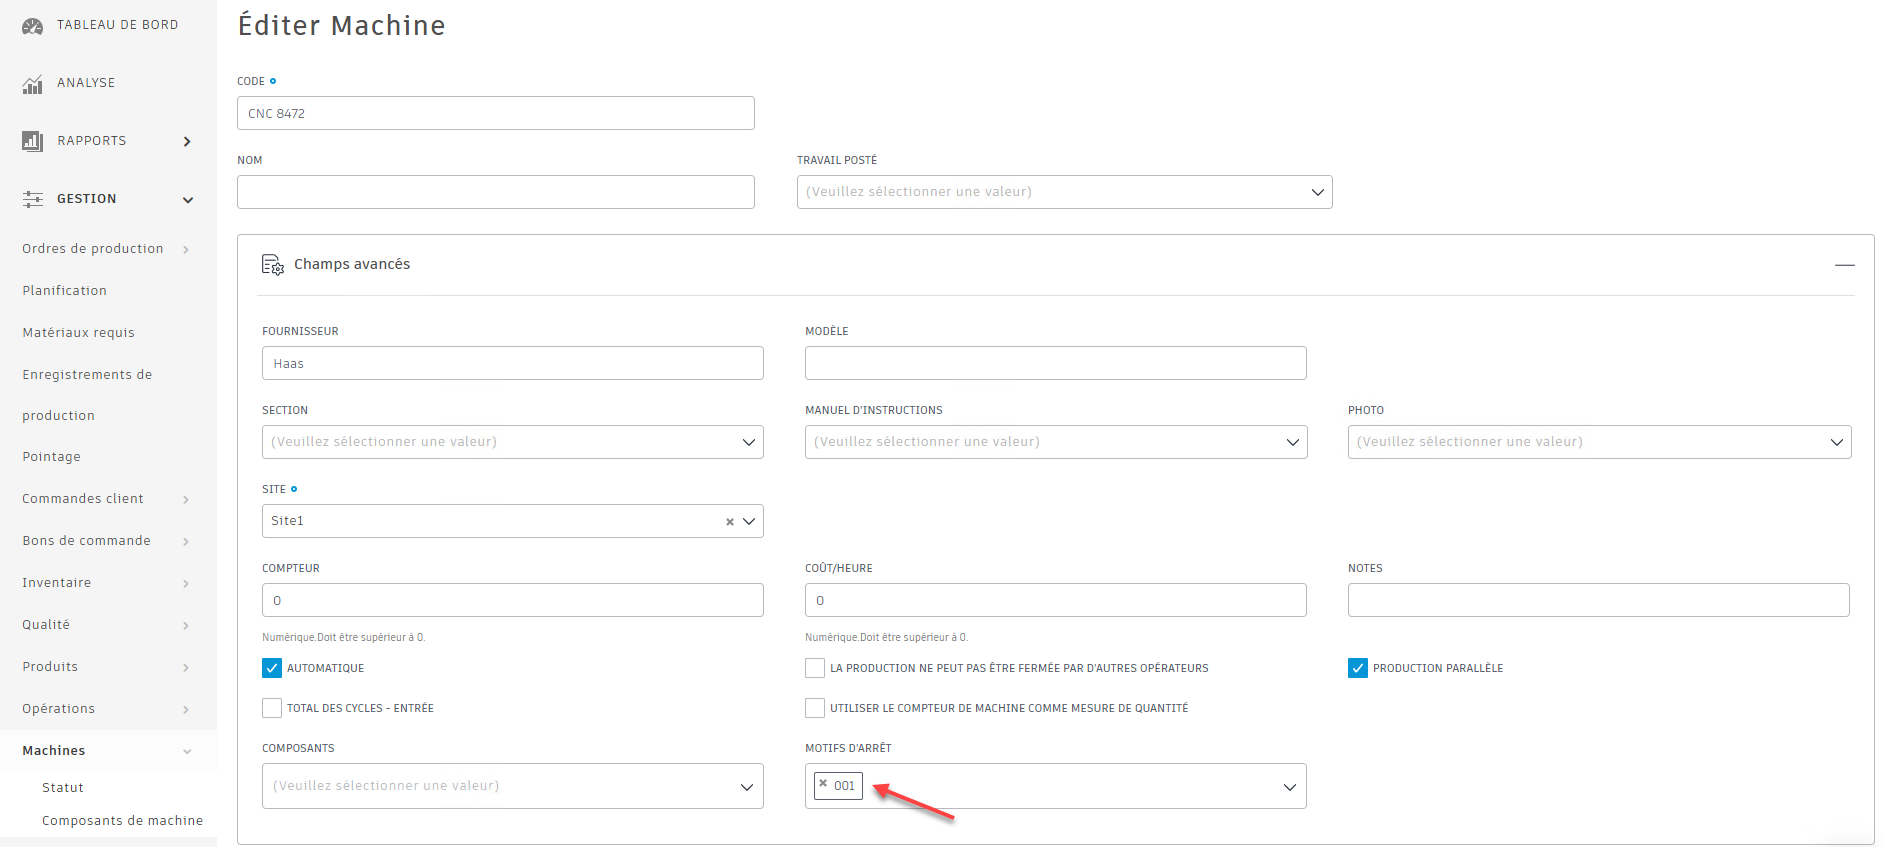 TABLEAU DE BORD
ANALYSE
RAPPORTS
GESTION
Ordres de production
Planification
Matériaux requis
Enregistrements de
production
Pointage
Commandes client
Bons de commande
Inventaire
Qualité
Produits
Opérations
Machines
Statut
Composants de machine
Éditer Machine
CODE
CNC 8472
NOM
TRAVAIL POSTÉ
(Veuillez sélectionner une valeur)
Champs avancés
FOURNISSEUR
MODÈLE
Haas
SECTION
MANUEL D'INSTRUCTIONS
PHOTO
(Veuillez sélectionner une valeur)
(Veuillez sélectionner une valeur)
(Veuillez sélectionner une valeur)
SITE
Site1
COMPTEUR
COÛT/HEURE
NOTES
0
0
Numérique.Doit être supérieur à 0.
Numérique.Doit être supérieur à 0.
AUTOMATIQUE
LA PRODUCTION NE PEUT PAS ÊTRE FERMÉE PAR D'AUTRES OPÉRATEURS
PRODUCTION PARALLÈLE
TOTAL DES CYCLES - ENTRÉE
UTILISER LE COMPTEUR DE MACHINE COMME MESURE DE QUANTITÉ
COMPOSANTS
MOTIFS D'ARRÊT
(Veuillez sélectionner une valeur)
001